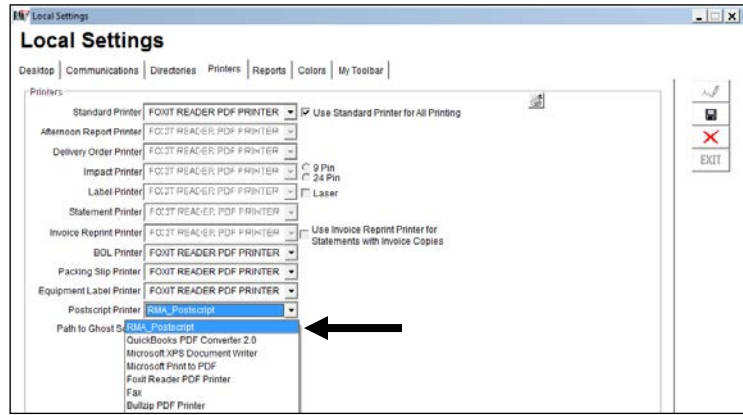 Local Settings
Local Settings
Desktop Communications Directories Printers Reports Colors My Toolbar
Printers
Standard Printer FOXIT READER PDF PRINTER Use Standard Printer for All Printing
Afternoon Report Printer FOXIT READER PDF PRINTER
Delivery Order Printer FOXIT READER PDF PRINTER
Impact Printer FOXIT READER PDF PRINTER 9 Pin
24 Pin
Label Printer FOXIT READER PDF PRINTER Laser
Statement Printer FOXIT READER PDF PRINTER
Invoice Reprint Printer FOXIT READER PDF PRINTER Use Invoice Reprint Printer for
Statements with Invoice Copies
BOL Printer FOXIT READER PDF PRINTER
Packing Slip Printer FOXIT READER PDF PRINTER
Equipment Label Printer FOXIT READER PDF PRINTER
Postscript Printer RMA_Postscript
Path to Ghost RMA_Postscript
QuickBooks PDF Converter 2.0
Microsoft XPS Document Writer
Microsoft Print to PDF
Foxit Reader PDF Printer
Fax
Bullzip PDF Printer
EXIT